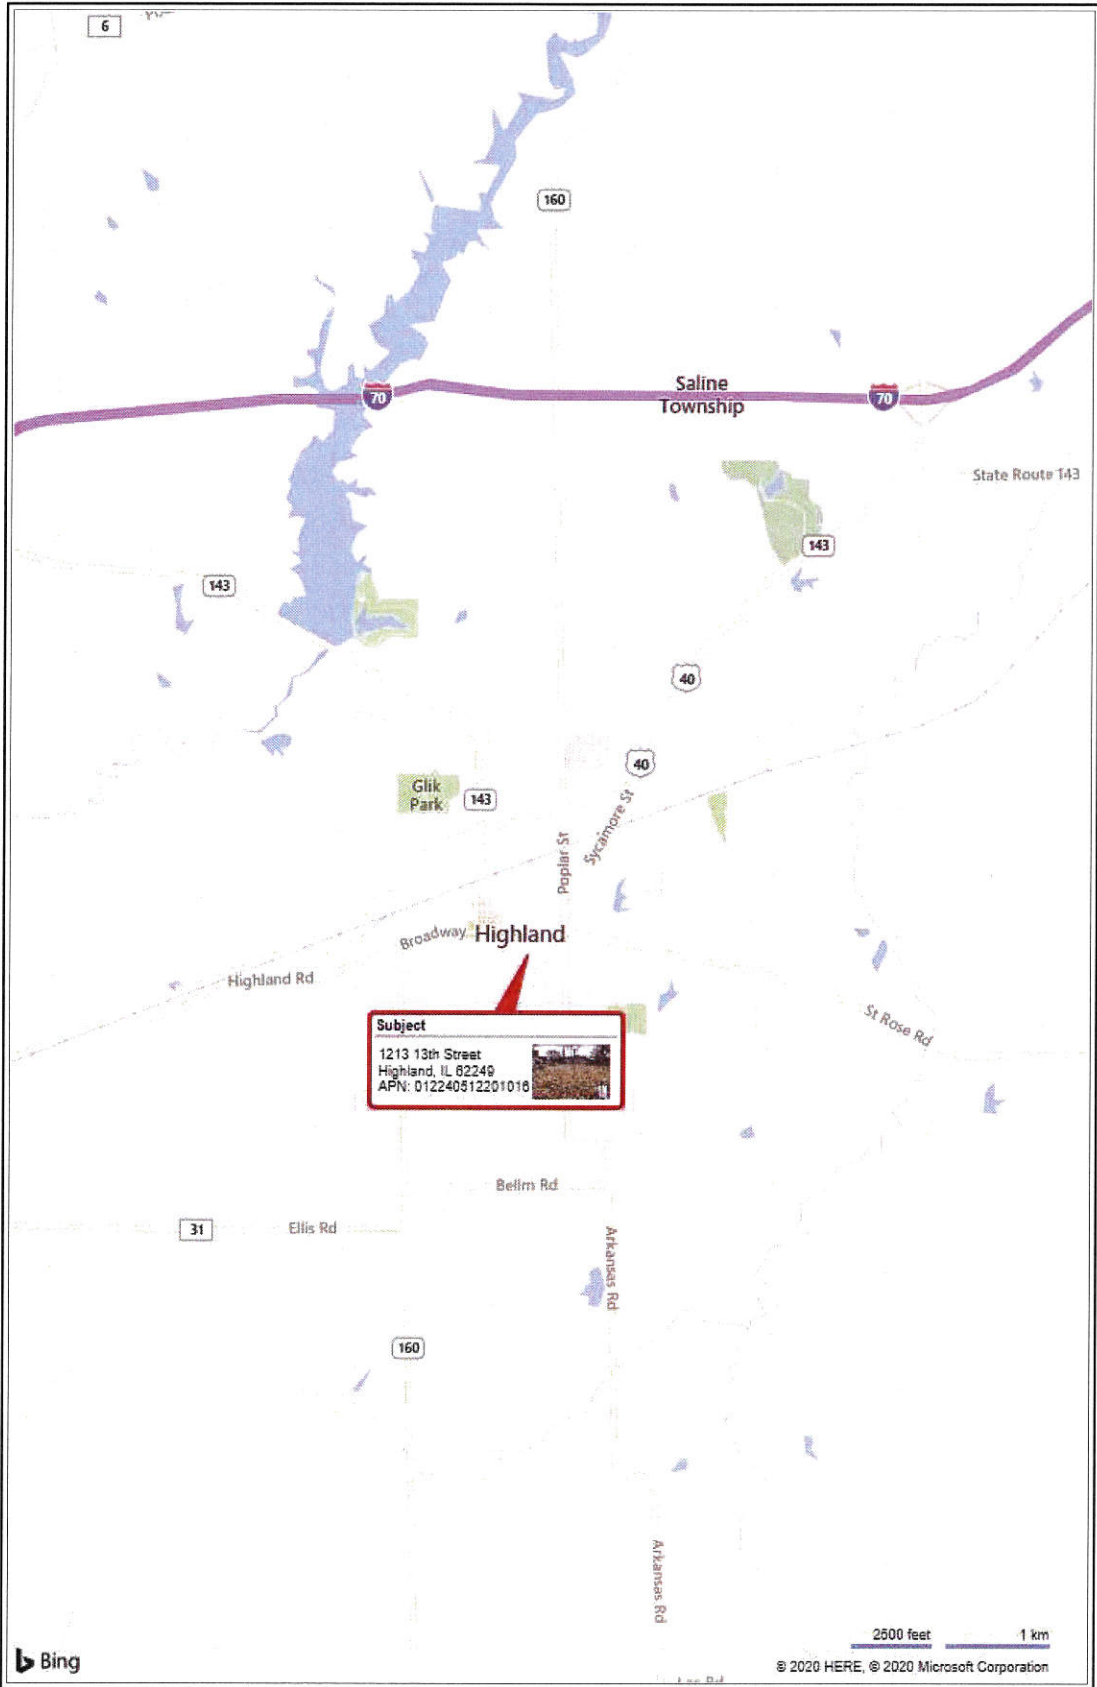 6
160
Saline
Township
70
70
State Route 143
143
143
40
40
Glik
Park
143
Sycamore St
Poplar St
Broadway
Highland
Highland Rd
St Rose Rd
Subject
1213 13th Street
Highland, IL 62249
APN: 012240512201016
Bellm Rd
31
Ellis Rd
Arkansas Rd
160
Arkansas Rd
2500 feet
1 km
Bing
© 2020 HERE, © 2020 Microsoft Corporation